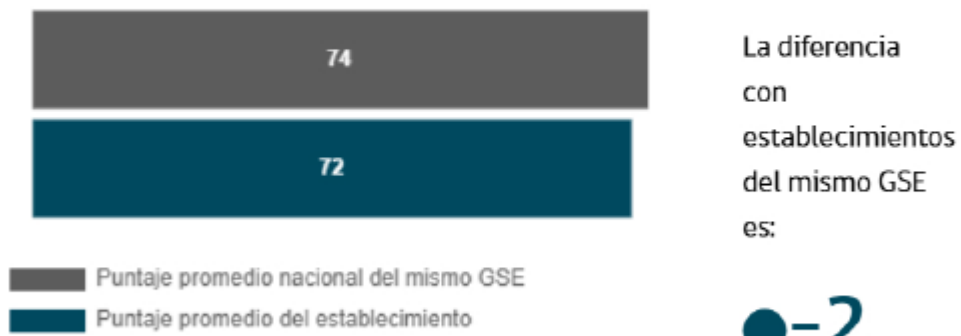 74
72
Puntaje promedio nacional del mismo GSE
Puntaje promedio del establecimiento
La diferencia
con
establecimientos
del mismo GSE
es:
-2